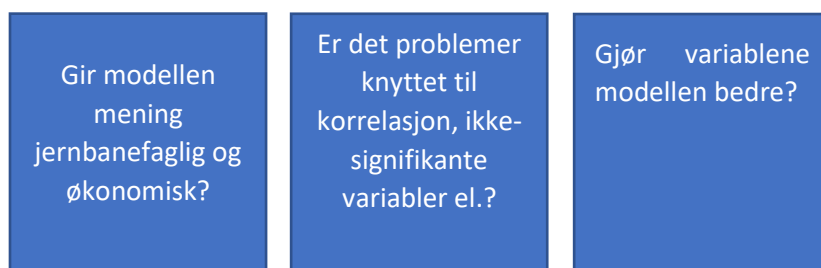 Gir modellen
mening
jernbanefaglig og
økonomisk?
Er det problemer
knyttet til
korrelasjon, ikke-
signifikante
variabler el.?
Gjør variablene
modellen bedre?